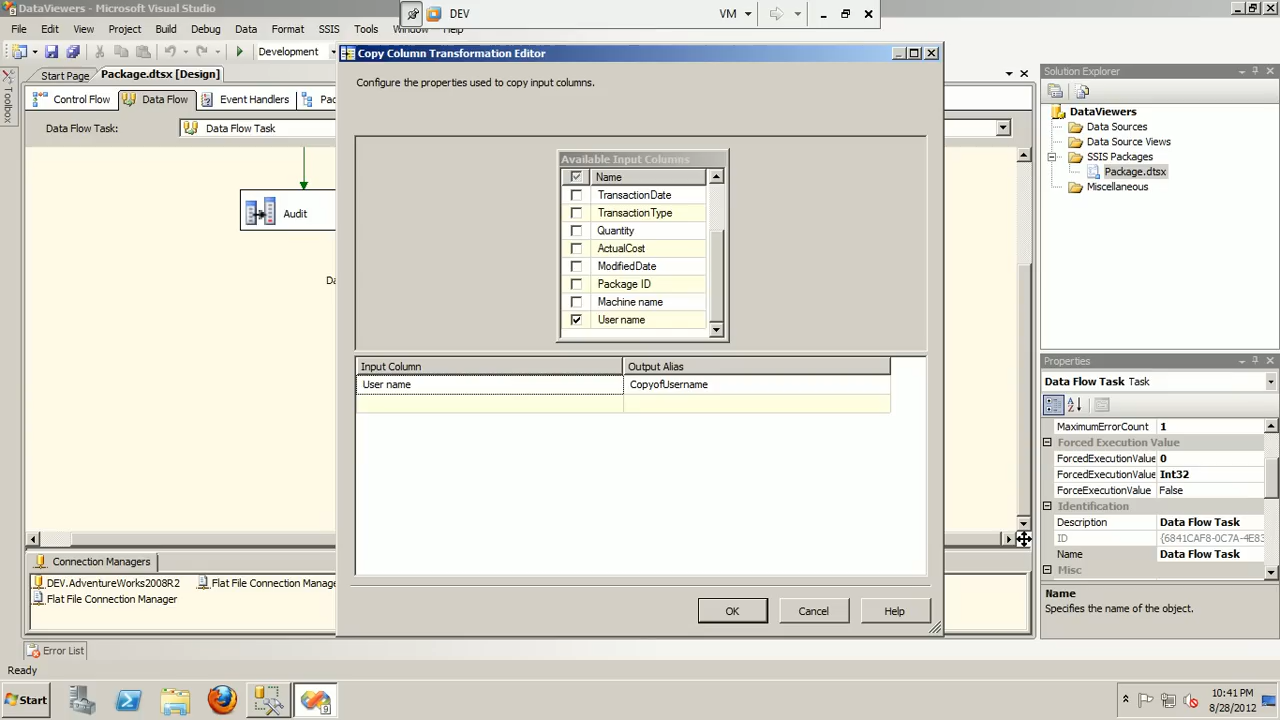 DataViewers - Microsoft Visual Studio
DEV
VM
File Edit View Project Build Debug Data Format SSIS Tools Window Help
Development
Copy Column Transformation Editor
Configure the properties used to copy input columns.
Toolbox
Start Page
Package.dtsx [Design]
Control Flow
Data Flow
Event Handlers
Data Flow Task:
Data Flow Task
Audit
Available Input Columns
Name
TransactionDate
TransactionType
Quantity
ActualCost
ModifiedDate
Package ID
Machine name
User name
Input Column
Output Alias
User name
CopyofUsername
OK
Cancel
Help
Connection Managers
DEV.AdventureWorks2008R2
Flat File Connection Manage
Flat File Connection Manager
Error List
Ready
Solution Explorer
DataViewers
Data Sources
Data Source Views
SSIS Packages
Package.dtsx
Miscellaneous
Properties
Data Flow Task Task
MaximumErrorCount 1
Forced Execution Value
ForcedExecutionValue 0
ForcedExecutionValue Int32
ForceExecutionValue False
Identification
Description Data Flow Task
ID {6841CAF8-0C7A-4E83
Name Data Flow Task
Misc
Name
Specifies the name of the object.
Start
10:41 PM
8/28/2012